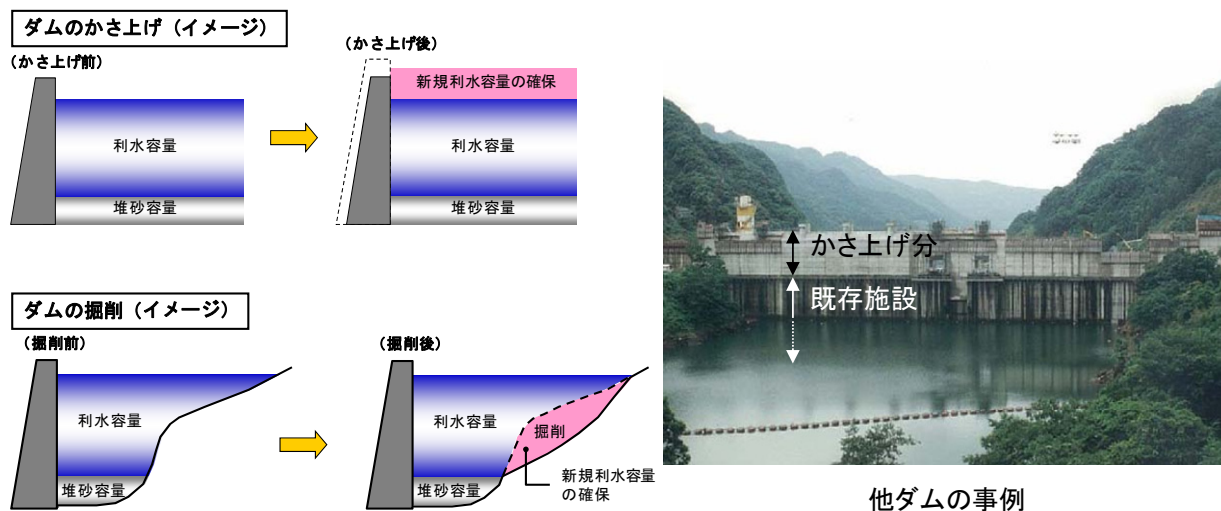 ダムのかさ上げ（イメージ）
（かさ上げ前）
利水容量
堆砂容量
（かさ上げ後）
新規利水容量の確保
利水容量
堆砂容量
ダムの掘削（イメージ）
（掘削前）
利水容量
堆砂容量
（掘削後）
利水容量
掘削
堆砂容量
新規利水容量
の確保
かさ上げ分
既存施設
他ダムの事例